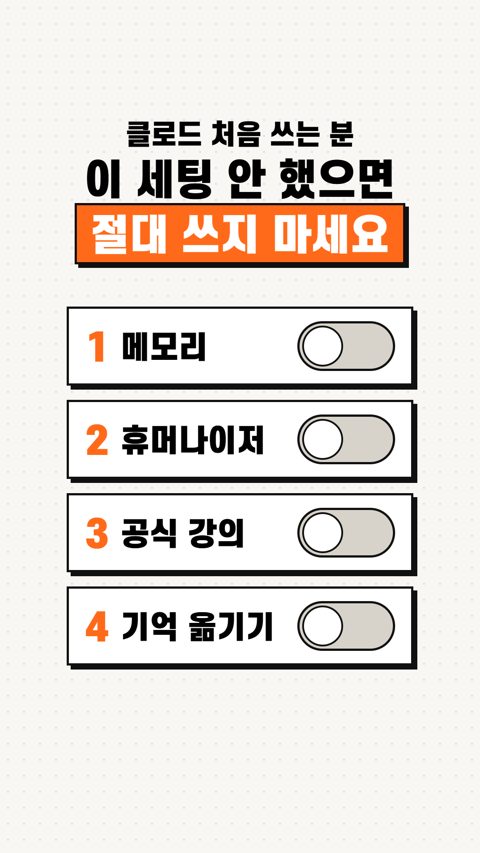 클로드 처음 쓰는 분
이 세팅 안 했으면
절대 쓰지 마세요
1 메모리
2 휴머나이저
3 공식 강의
4 기억 옮기기